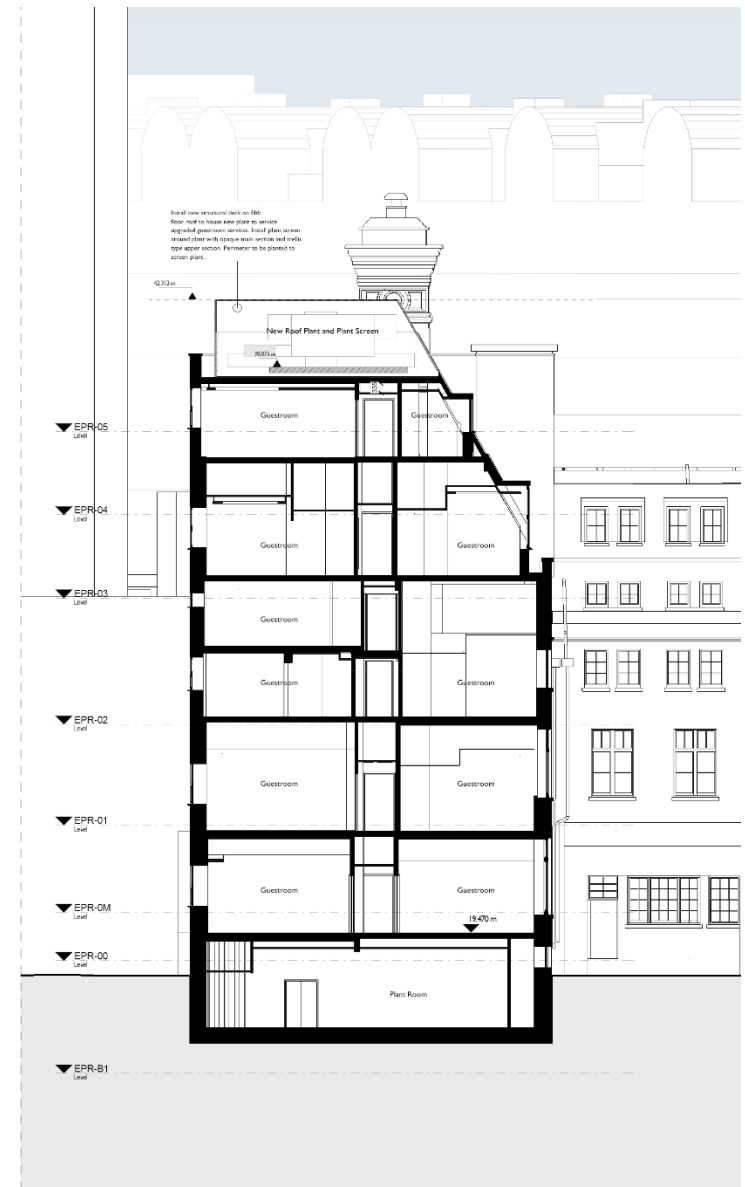 Install new structural deck on fifth
floor roof to house new plant to service
upgraded guestroom services. Install plant screen
around plant with opaque main section and trellis
type upper section. Perimeter to be planted to
screen plant.
42.312 m
New Roof Plant and Plant Screen
39.875 m
Guestroom
Guestroom
EPR-05
Level
EPR-04
Level
Guestroom
Guestroom
EPR-03
Level
Guestroom
Guestroom
Guestroom
EPR-02
Level
Guestroom
Guestroom
EPR-01
Level
Guestroom
Guestroom
EPR-0M
Level
19.470 m
EPR-00
Level
Plant Room
EPR-B1
Level